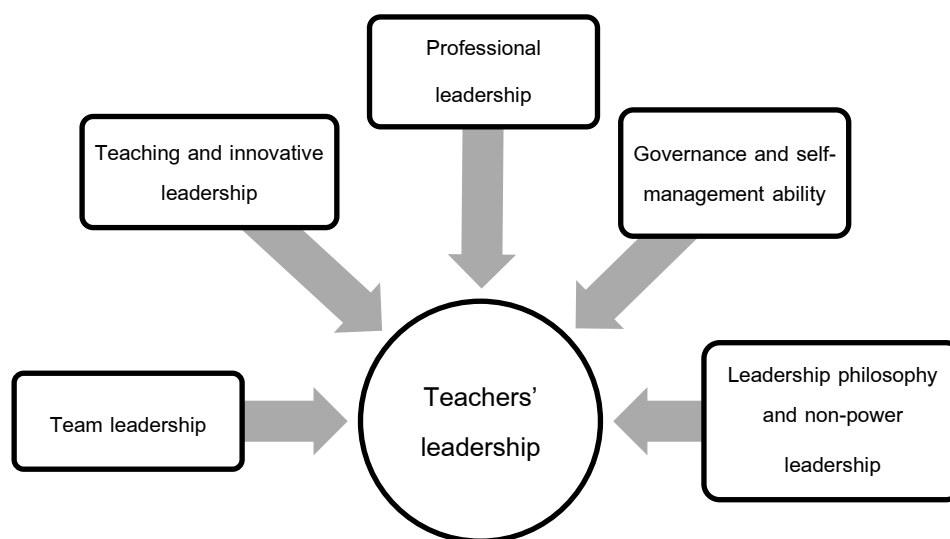 Professional
leadership
Teaching and innovative
leadership
Governance and self-
management ability
Team leadership
Teachers’
leadership
Leadership philosophy
and non-power
leadership